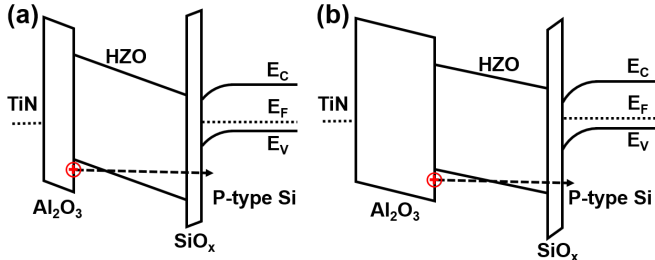 (a)
HZO
TiN
E_C
E_F
E_V
P-type Si
Al₂O₃
SiOₓ
(b)
HZO
TiN
E_C
E_F
E_V
P-type Si
Al₂O₃
SiOₓ